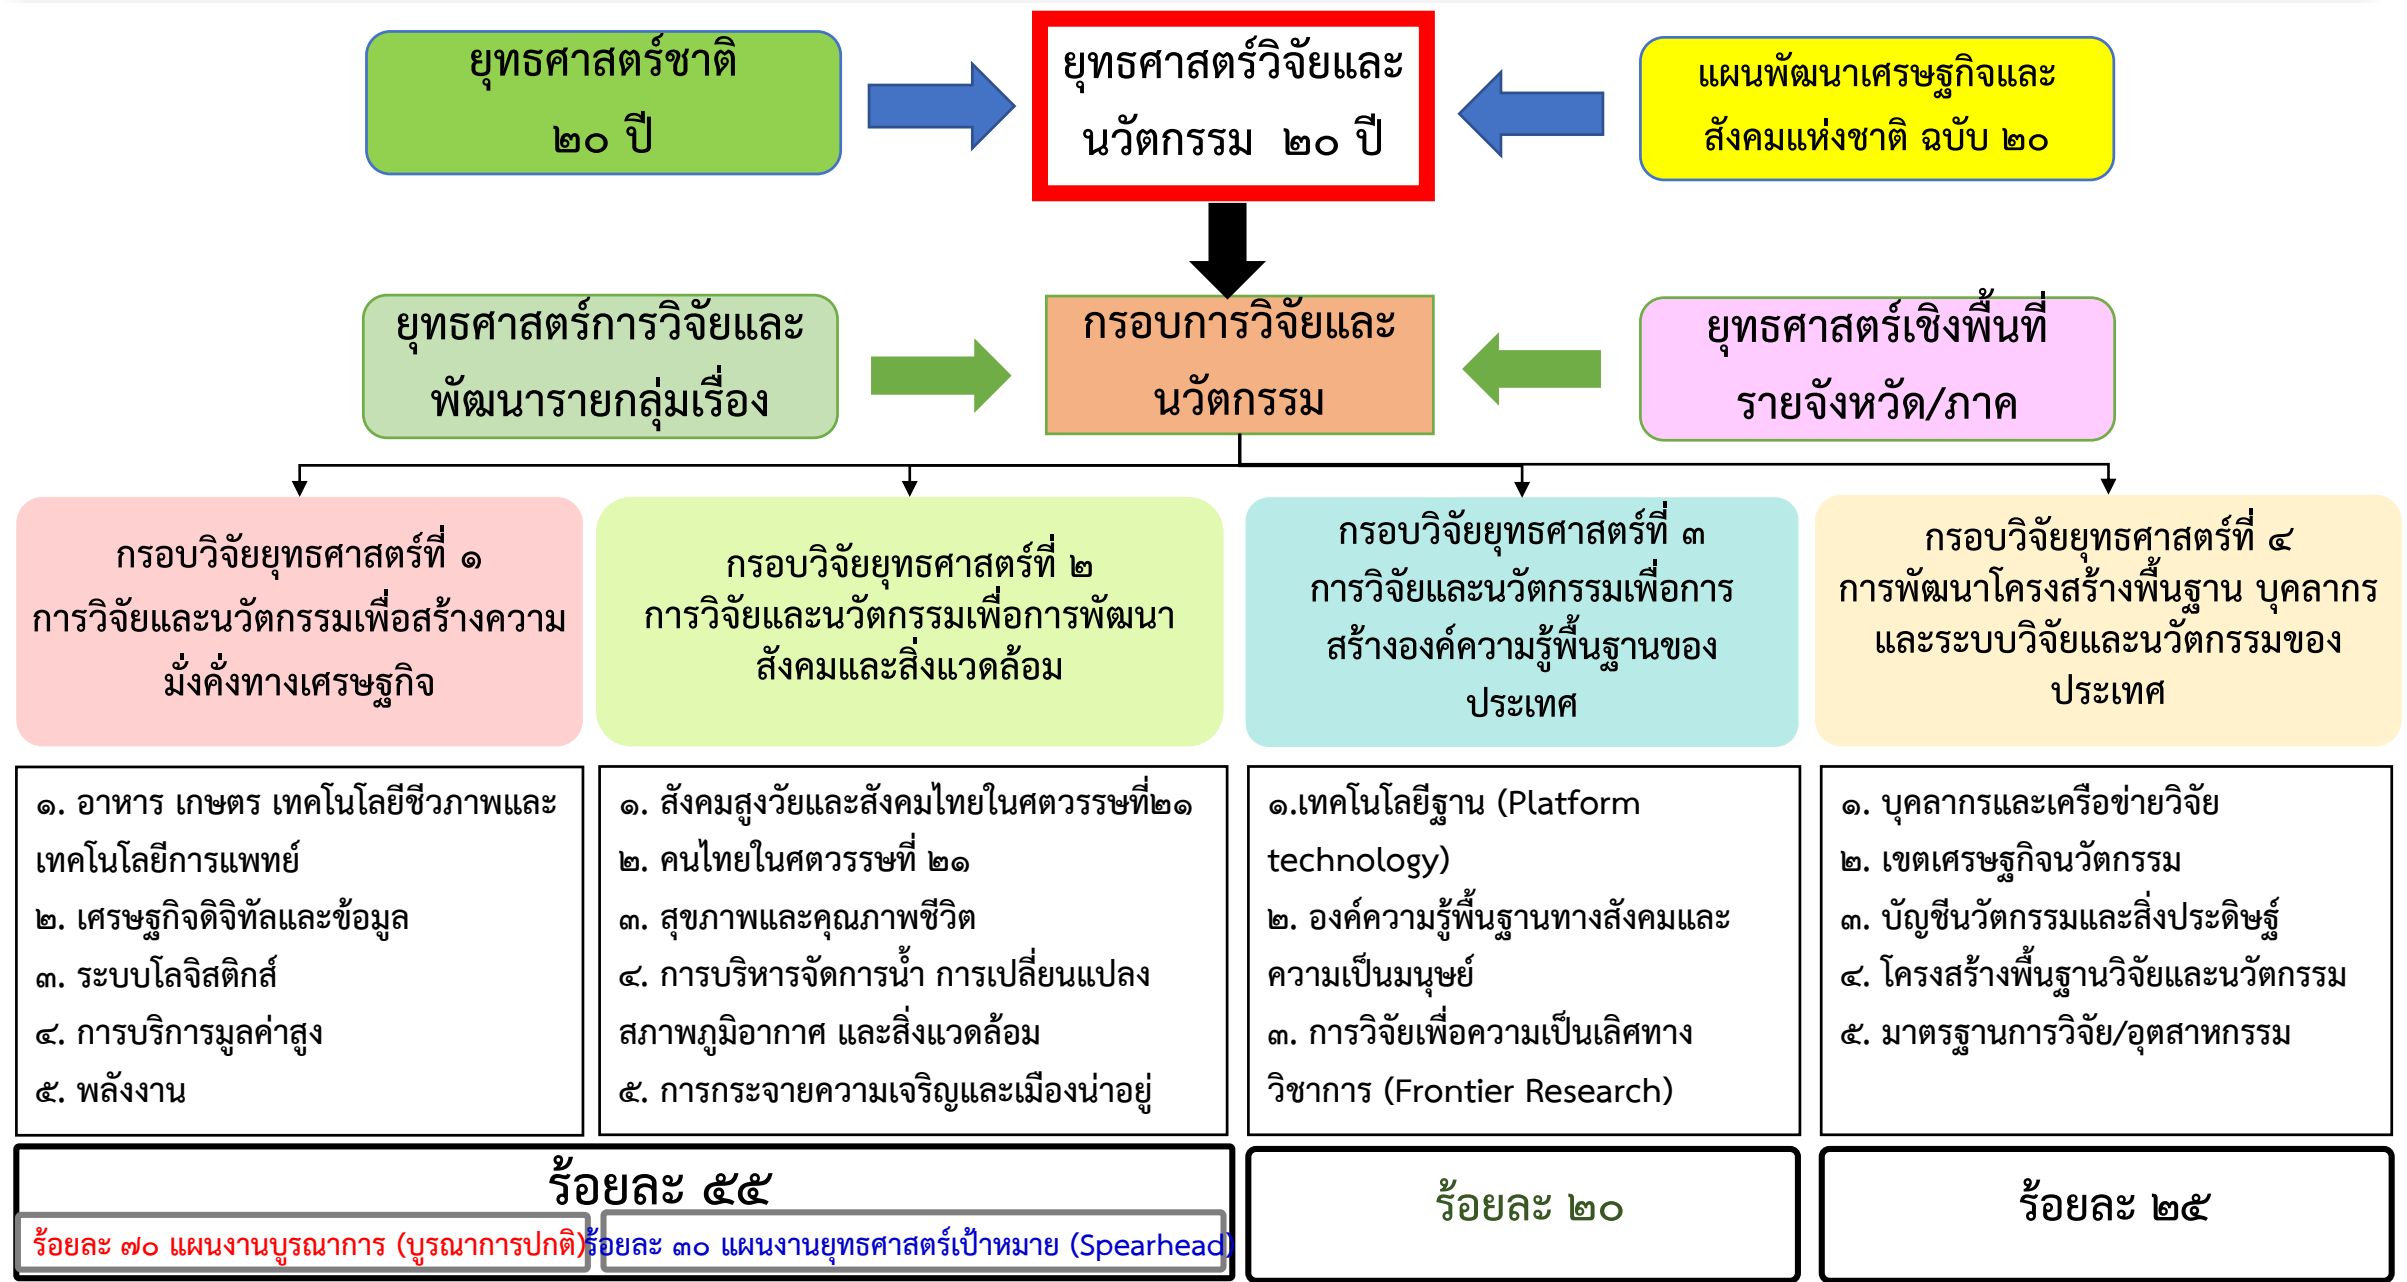 ยุทธศาสตร์ชาติ
๒๐ ปี
ยุทธศาสตร์วิจัยและ
นวัตกรรม ๒๐ ปี
แผนพัฒนาเศรษฐกิจและ
สังคมแห่งชาติ ฉบับ ๒๐
ยุทธศาสตร์การวิจัยและ
พัฒนารายกลุ่มเรื่อง
กรอบการวิจัยและ
นวัตกรรม
ยุทธศาสตร์เชิงพื้นที่
รายจังหวัด/ภาค
กรอบวิจัยยุทธศาสตร์ที่ ๑
การวิจัยและนวัตกรรมเพื่อสร้างความ
มั่งคั่งทางเศรษฐกิจ
กรอบวิจัยยุทธศาสตร์ที่ ๒
การวิจัยและนวัตกรรมเพื่อการพัฒนา
สังคมและสิ่งแวดล้อม
กรอบวิจัยยุทธศาสตร์ที่ ๓
การวิจัยและนวัตกรรมเพื่อการ
สร้างองค์ความรู้พื้นฐานของ
ประเทศ
กรอบวิจัยยุทธศาสตร์ที่ ๔
การพัฒนาโครงสร้างพื้นฐาน บุคลากร
และระบบวิจัยและนวัตกรรมของ
ประเทศ
๑. อาหาร เกษตร เทคโนโลยีชีวภาพและ
เทคโนโลยีการแพทย์
๒. เศรษฐกิจดิจิทัลและข้อมูล
๓. ระบบโลจิสติกส์
๔. การบริการมูลค่าสูง
๕. พลังงาน
๑. สังคมสูงวัยและสังคมไทยในศตวรรษที่๒๑
๒. คนไทยในศตวรรษที่ ๒๑
๓. สุขภาพและคุณภาพชีวิต
๔. การบริหารจัดการน้ำ การเปลี่ยนแปลง
สภาพภูมิอากาศ และสิ่งแวดล้อม
๕. การกระจายความเจริญและเมืองน่าอยู่
๑.เทคโนโลยีฐาน (Platform
technology)
๒. องค์ความรู้พื้นฐานทางสังคมและ
ความเป็นมนุษย์
๓. การวิจัยเพื่อความเป็นเลิศทาง
วิชาการ (Frontier Research)
๑. บุคลากรและเครือข่ายวิจัย
๒. เขตเศรษฐกิจนวัตกรรม
๓. บัญชีนวัตกรรมและสิ่งประดิษฐ์
๔. โครงสร้างพื้นฐานวิจัยและนวัตกรรม
๕. มาตรฐานการวิจัย/อุตสาหกรรม
ร้อยละ ๕๕
ร้อยละ ๗๐ แผนงานบูรณาการ (บูรณาการปกติ)
ร้อยละ ๓๐ แผนงานยุทธศาสตร์เป้าหมาย (Spearhead)
ร้อยละ ๒๐
ร้อยละ ๒๕